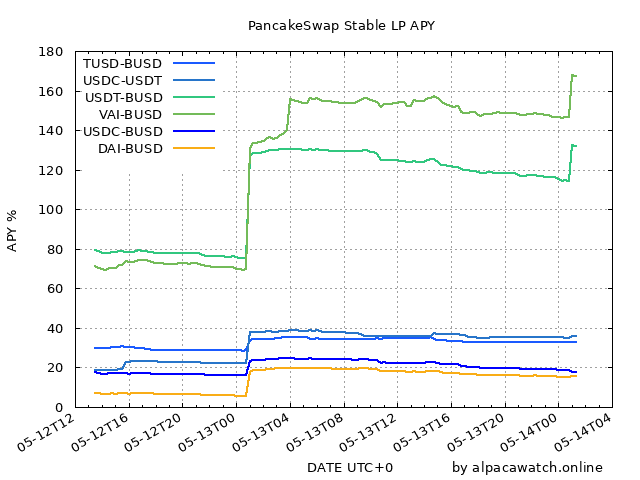 PancakeSwap Stable LP APY
180
160
140
120
100
80
60
40
20
0
APY %
TUSD-BUSD
USDC-USDT
USDT-BUSD
VAI-BUSD
USDC-BUSD
DAI-BUSD
05-12T12
05-12T16
05-12T20
05-13T00
05-13T04
05-13T08
05-13T12
05-13T16
05-13T20
05-14T00
05-14T04
DATE UTC+0
by alpacawatch.online